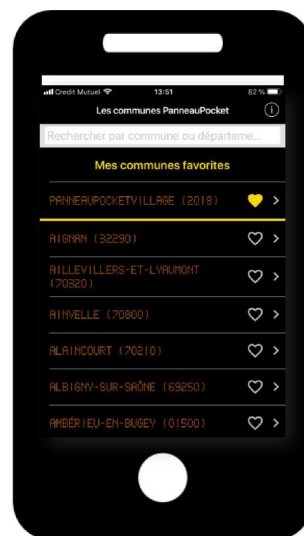 Credit Mutuel 13:51 82 %
Les communes PanneauPocket
Rechercher par commune ou départeme...
Mes communes favorites
PANNEAUPOCKETVILLAGE (2018)
AIGNAN (32290)
AILLEVILLERS-ET-LYAUMONT
(70320)
AINVELLE (70800)
ALAINCOURT (70210)
ALBIGNY-SUR-SAÔNE (69250)
AMBÉRIEU-EN-BUGEY (01500)